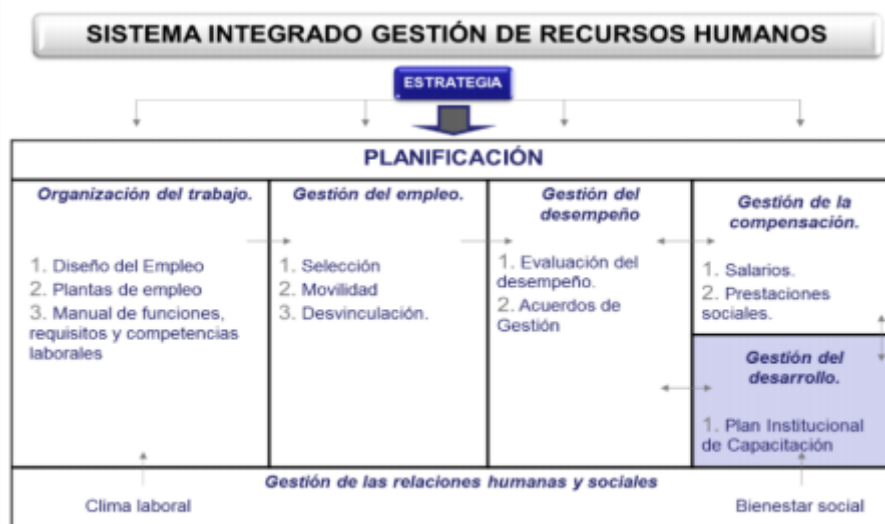 SISTEMA INTEGRADO GESTIÓN DE RECURSOS HUMANOS
ESTRATEGIA
PLANIFICACIÓN
Organización del trabajo.
1. Diseño del Empleo
2. Plantas de empleo
3. Manual de funciones,
requisitos y competencias
laborales
Gestión del empleo.
1. Selección
2. Movilidad
3. Desvinculación.
Gestión del
desempeño
1. Evaluación del
desempeño.
2. Acuerdos de
Gestión
Gestión de la
compensación.
1. Salarios.
2. Prestaciones
sociales.
Gestión del
desarrollo.
1. Plan Institucional
de Capacitación
Gestión de las relaciones humanas y sociales
Clima laboral
Bienestar social